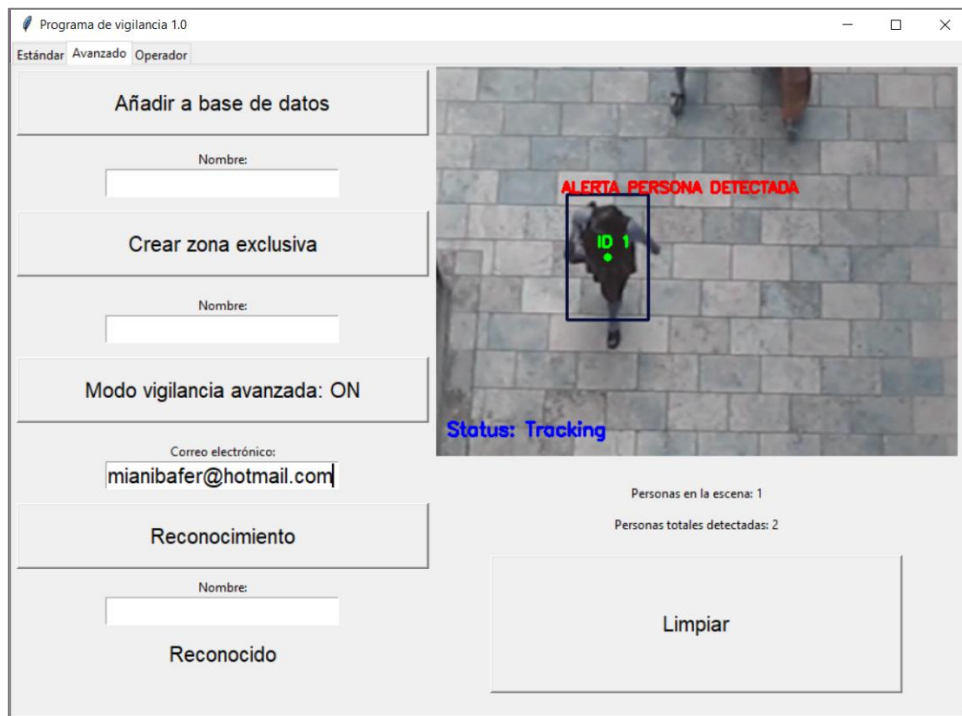 Programa de vigilancia 1.0
Estándar Avanzado Operador
Añadir a base de datos
Nombre:
Crear zona exclusiva
Nombre:
Modo vigilancia avanzada: ON
Correo electrónico:
mianibafer@hotmail.com
Reconocimiento
Nombre:
Reconocido
ALERTA PERSONA DETECTADA
ID 1
Status: Tracking
Personas en la escena: 1
Personas totales detectadas: 2
Limpiar